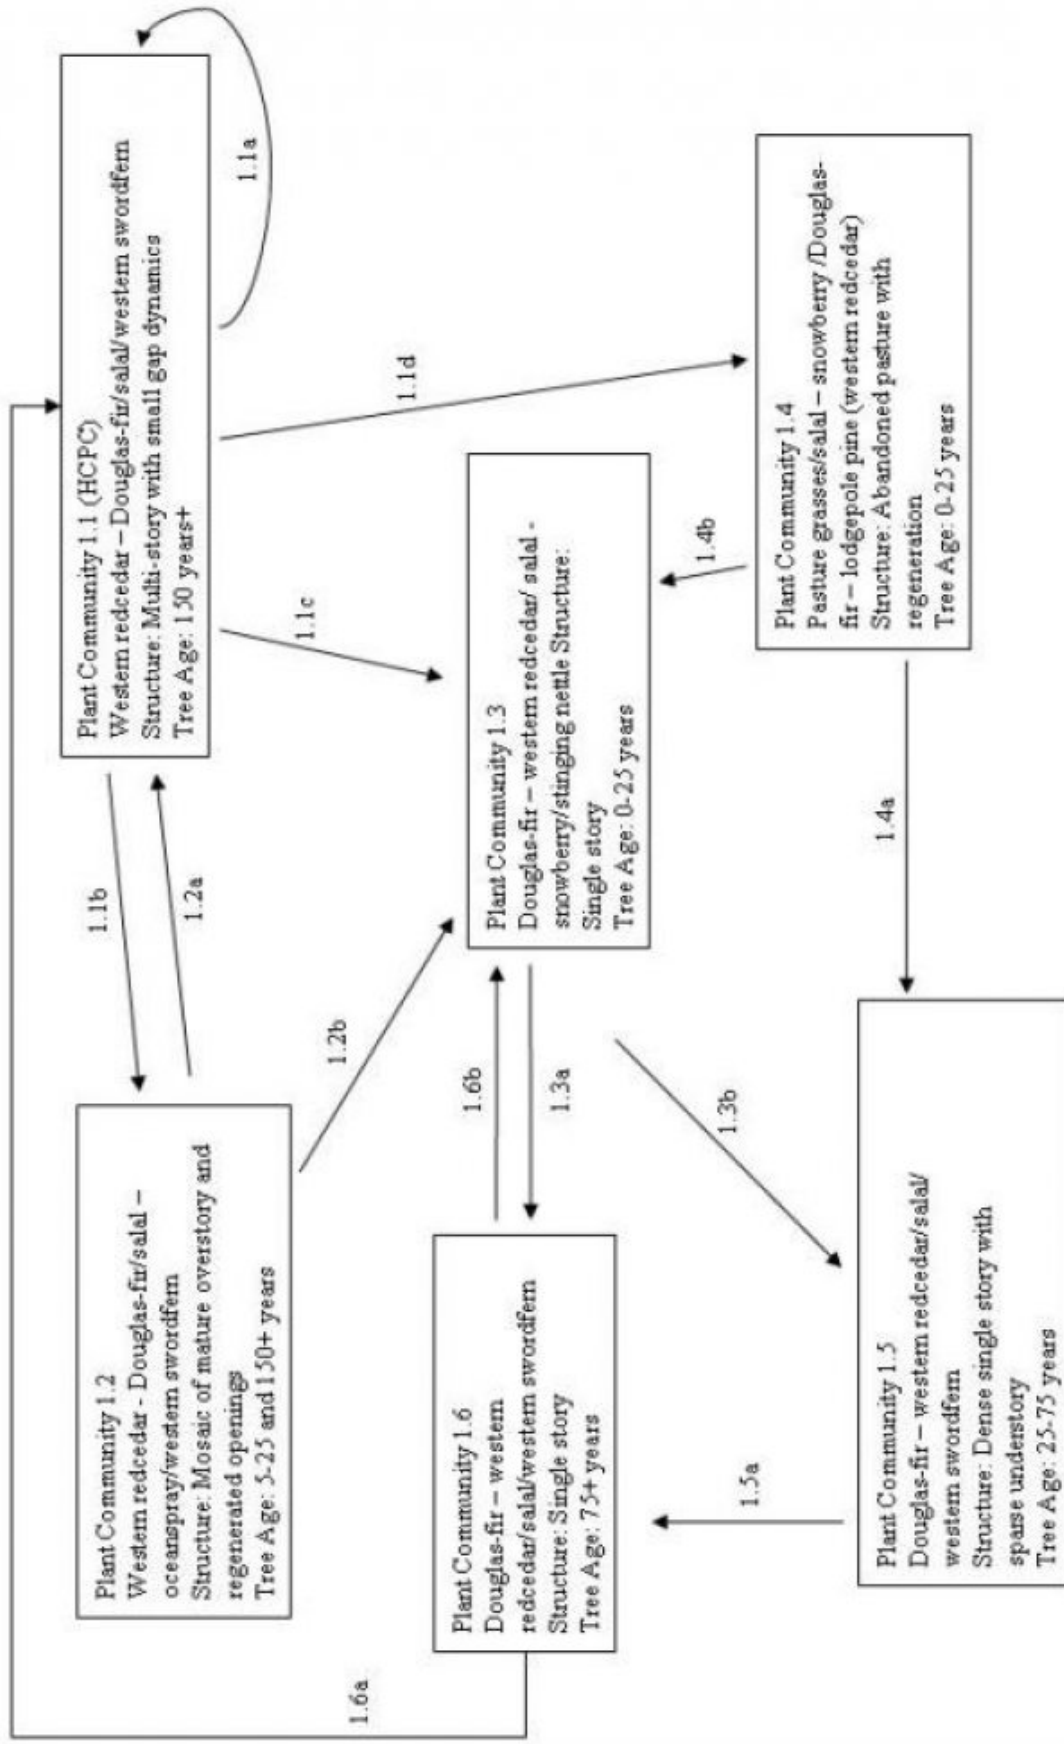 Plant Community 1.1 (HCPC)
Western redcedar – Douglas-fir/salal/western swordfern
Structure: Multi-story with small gap dynamics
Tree Age: 150 years+
1.1a
1.1b
1.2a
1.1c
1.1d
Plant Community 1.2
Western redcedar - Douglas-fir/salal –
oceanspray/western swordfern
Structure: Mosaic of mature overstory and
regenerated openings
Tree Age: 5-25 and 150+ years
1.2b
Plant Community 1.3
Douglas-fir – western redcedar/ salal -
snowberry/stinging nettle Structure:
Single story
Tree Age: 0-25 years
1.6b
1.3a
1.4b
1.3b
Plant Community 1.6
Douglas-fir – western
redcedar/salal/western swordfern
Structure: Single story
Tree Age: 75+ years
1.6a
Plant Community 1.4
Pasture grasses/salal – snowberry /Douglas-
fir – lodgepole pine (western redcedar)
Structure: Abandoned pasture with
regeneration
Tree Age: 0-25 years
1.4a
1.5a
Plant Community 1.5
Douglas-fir – western redcedar/salal/
western swordfern
Structure: Dense single story with
sparse understory
Tree Age: 25-75 years